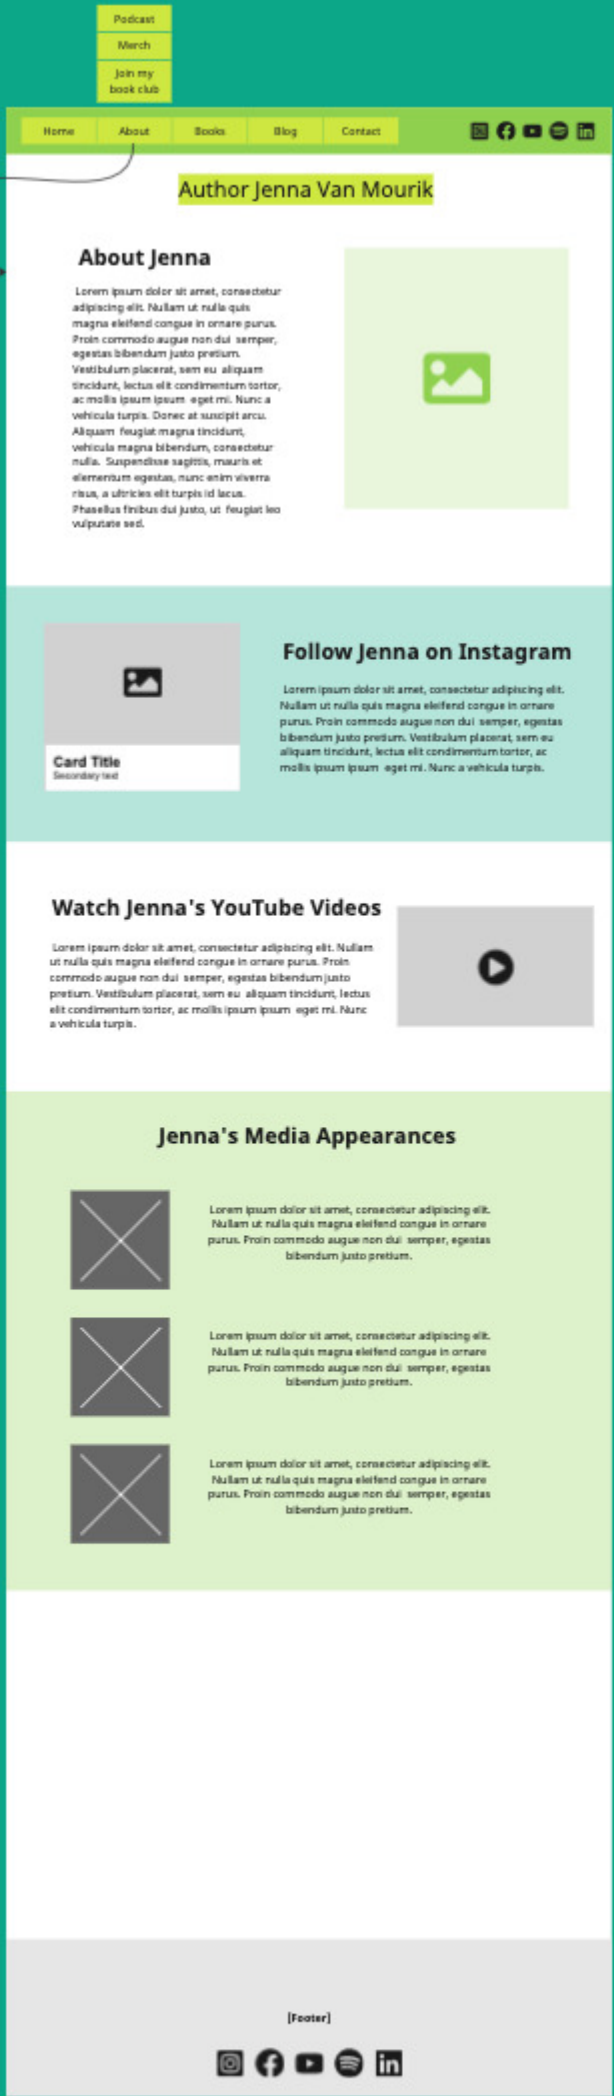 Podcast
Merch
Join my
book club
Home About Books Blog Contact
Author Jenna Van Mourik
About Jenna
Lorem ipsum dolor sit amet, consectetur
adipiscing elit. Nullam ut nulla quis
magna eleifend congue in ornare purus.
Proin commodo augue non dui semper,
egestas bibendum justo pretium.
Vestibulum placerat, sem eu aliquam
tincidunt, lectus elit condimentum tortor,
ac mollis ipsum ipsum eget mi. Nunc a
vehicula turpis. Donec at suscipit arcu.
Aliquam feugiat magna tincidunt,
vehicula magna bibendum, consectetur
nulla. Suspendisse sagittis, mauris et
elementum egestas, nunc enim viverra
risus, a ultricies elit turpis id lacus.
Phasellus finibus dui justo, ut feugiat leo
vulputate sed.
Card Title
Secondary text
Follow Jenna on Instagram
Lorem ipsum dolor sit amet, consectetur adipiscing elit.
Nullam ut nulla quis magna eleifend congue in ornare
purus. Proin commodo augue non dui semper, egestas
bibendum justo pretium. Vestibulum placerat, sem eu
aliquam tincidunt, lectus elit condimentum tortor, ac
mollis ipsum ipsum eget mi. Nunc a vehicula turpis.
Watch Jenna's YouTube Videos
Lorem ipsum dolor sit amet, consectetur adipiscing elit. Nullam
ut nulla quis magna eleifend congue in ornare purus. Proin
commodo augue non dui semper, egestas bibendum justo
pretium. Vestibulum placerat, sem eu aliquam tincidunt, lectus
elit condimentum tortor, ac mollis ipsum ipsum eget mi. Nunc
a vehicula turpis.
Jenna's Media Appearances
Lorem ipsum dolor sit amet, consectetur adipiscing elit.
Nullam ut nulla quis magna eleifend congue in ornare
purus. Proin commodo augue non dui semper, egestas
bibendum justo pretium.
Lorem ipsum dolor sit amet, consectetur adipiscing elit.
Nullam ut nulla quis magna eleifend congue in ornare
purus. Proin commodo augue non dui semper, egestas
bibendum justo pretium.
Lorem ipsum dolor sit amet, consectetur adipiscing elit.
Nullam ut nulla quis magna eleifend congue in ornare
purus. Proin commodo augue non dui semper, egestas
bibendum justo pretium.
[Footer]